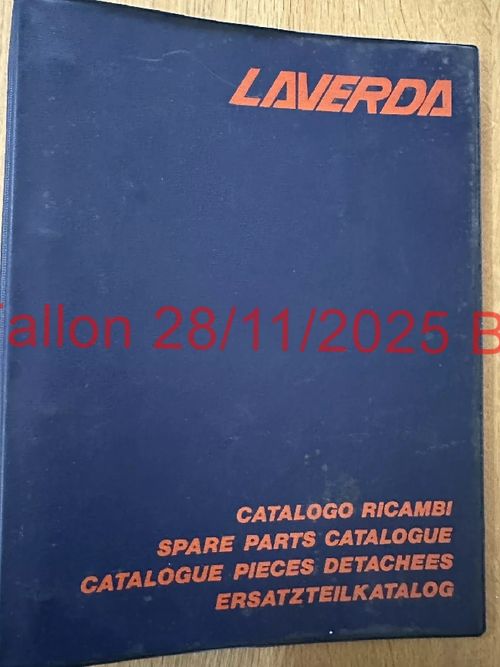 LAVERDA
allon 28/11/2025 B
CATALOGO RICAMBI
SPARE PARTS CATALOGUE
CATALOGUE PIECES DETACHEES
ERSATZTEILKATALOG